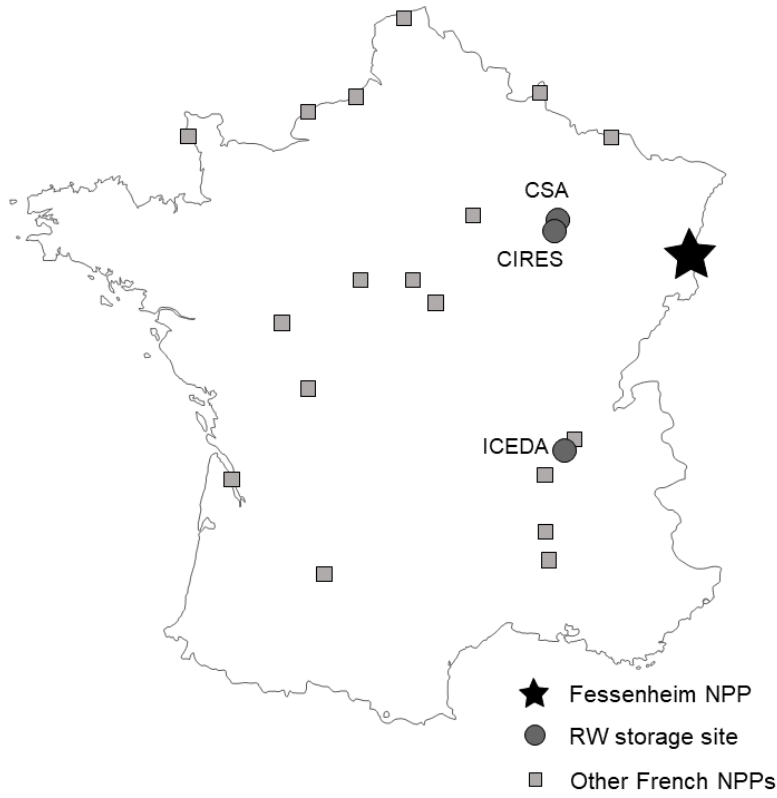 CSA
CIRES
ICEDA
Fessenheim NPP
RW storage site
Other French NPPs